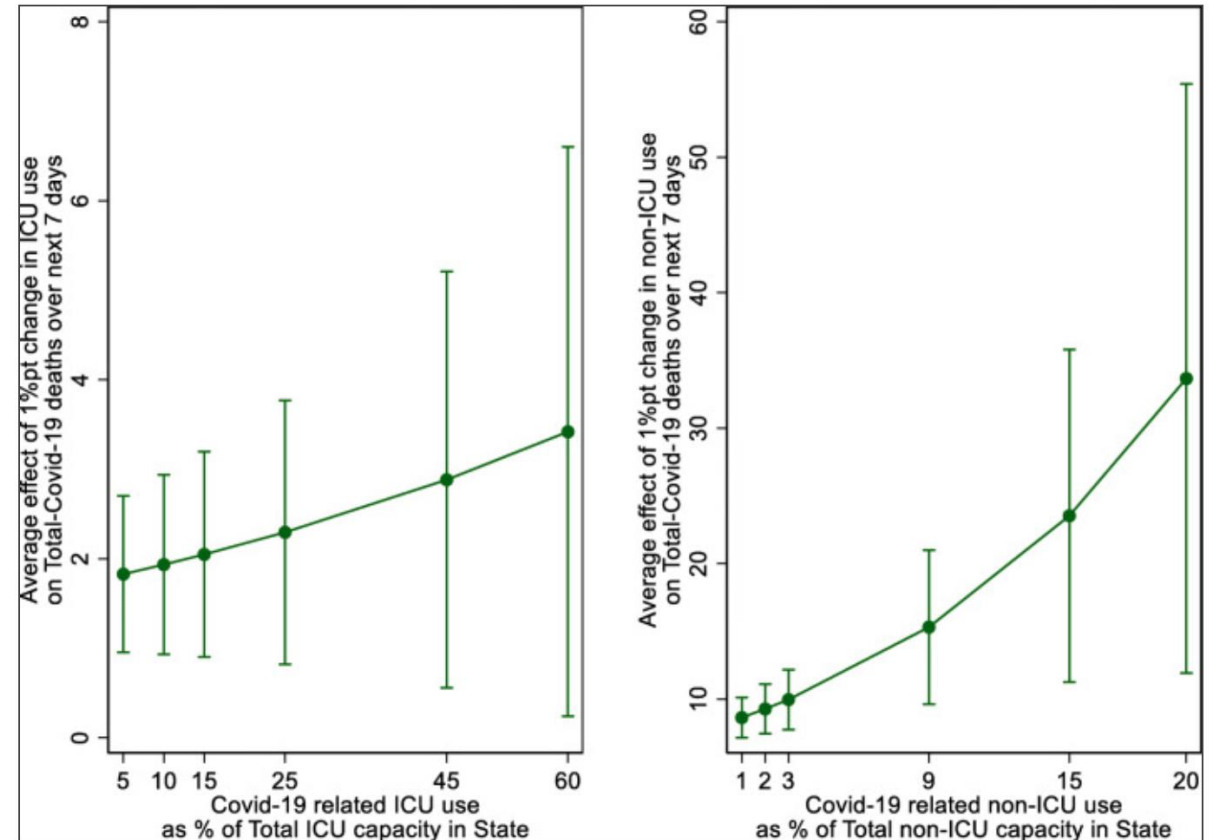 Average effect of 1%pt change in ICU use
on Total-Covid-19 deaths over next 7 days
8
6
4
2
0
5 10 15 25 45 60
Covid-19 related ICU use
as % of Total ICU capacity in State
Average effect of 1%pt change in non-ICU use
on Total-Covid-19 deaths over next 7 days
60
50
40
30
20
10
1 2 3 9 15 20
Covid-19 related non-ICU use
as % of Total non-ICU capacity in State